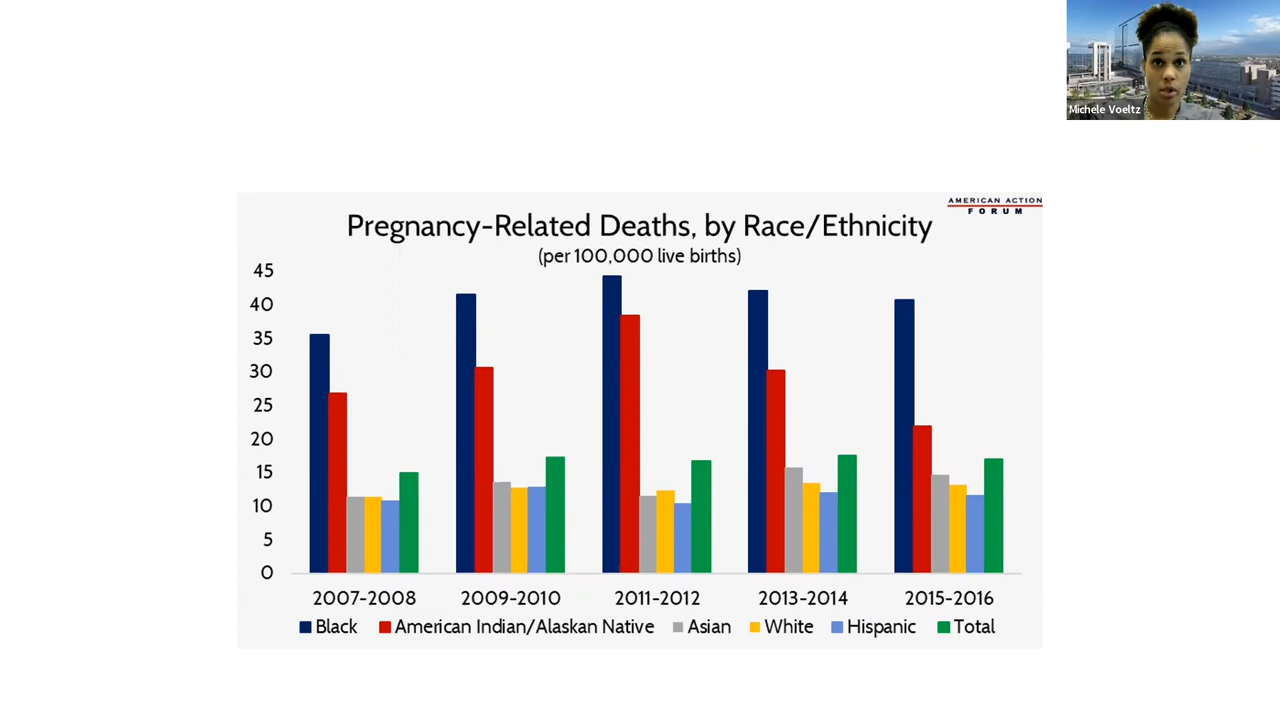 Michele Voeltz
AMERICAN ACTION
FORUM
Pregnancy-Related Deaths, by Race/Ethnicity
(per 100,000 live births)
45
40
35
30
25
20
15
10
5
0
2007-2008 2009-2010 2011-2012 2013-2014 2015-2016
Black American Indian/Alaskan Native Asian White Hispanic Total